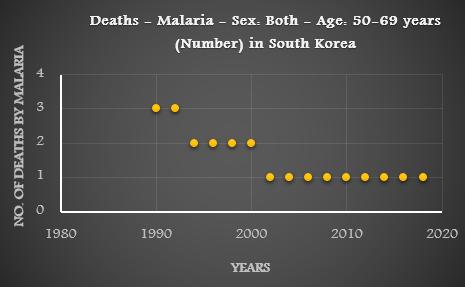 Deaths - Malaria - Sex: Both - Age: 50-69 years
(Number) in South Korea
NO. OF DEATHS BY MALARIA
4
3
2
1
0
1980 1990 2000 2010 2020
YEARS